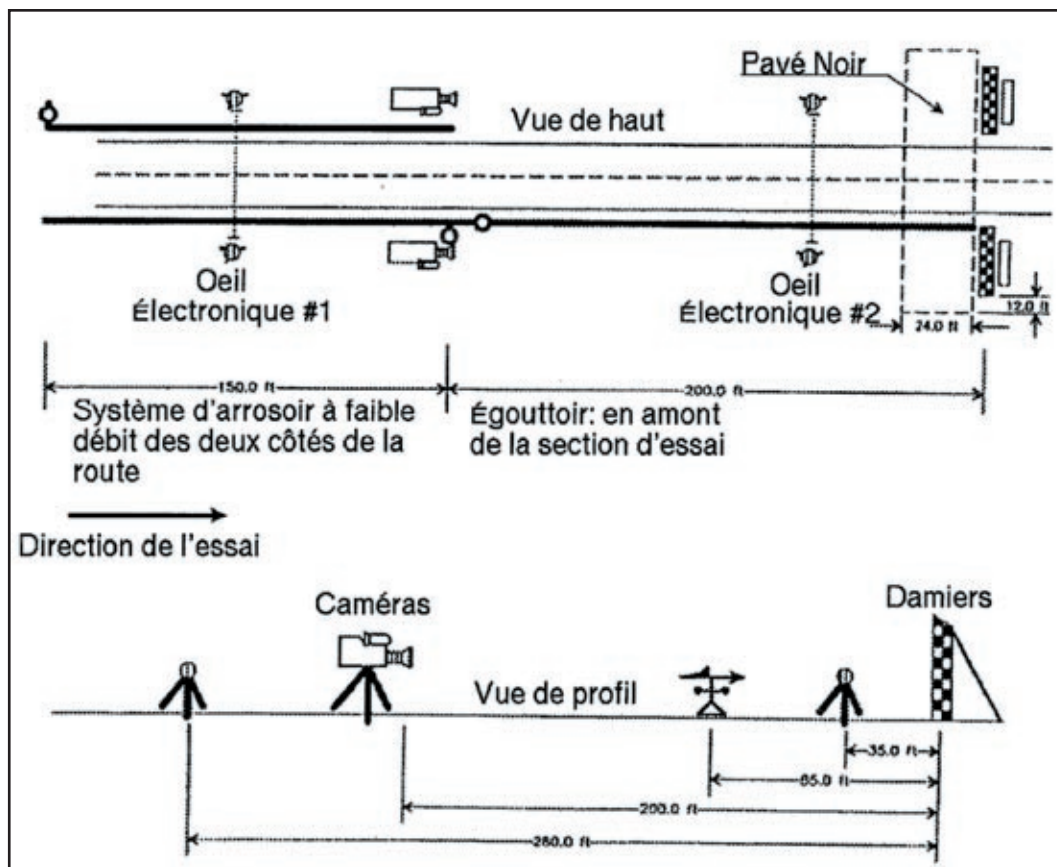 Pavé Noir
Vue de haut
Oeil
Électronique #1
Oeil
Électronique #2
12.0 ft
24.0 ft
150.0 ft
200.0 ft
Système d'arrosoir à faible
débit des deux côtés de la
route
Égouttoir: en amont
de la section d'essai
Direction de l'essai
Caméras
Damiers
Vue de profil
35.0 ft
ft
200.0 ft
280.0 ft